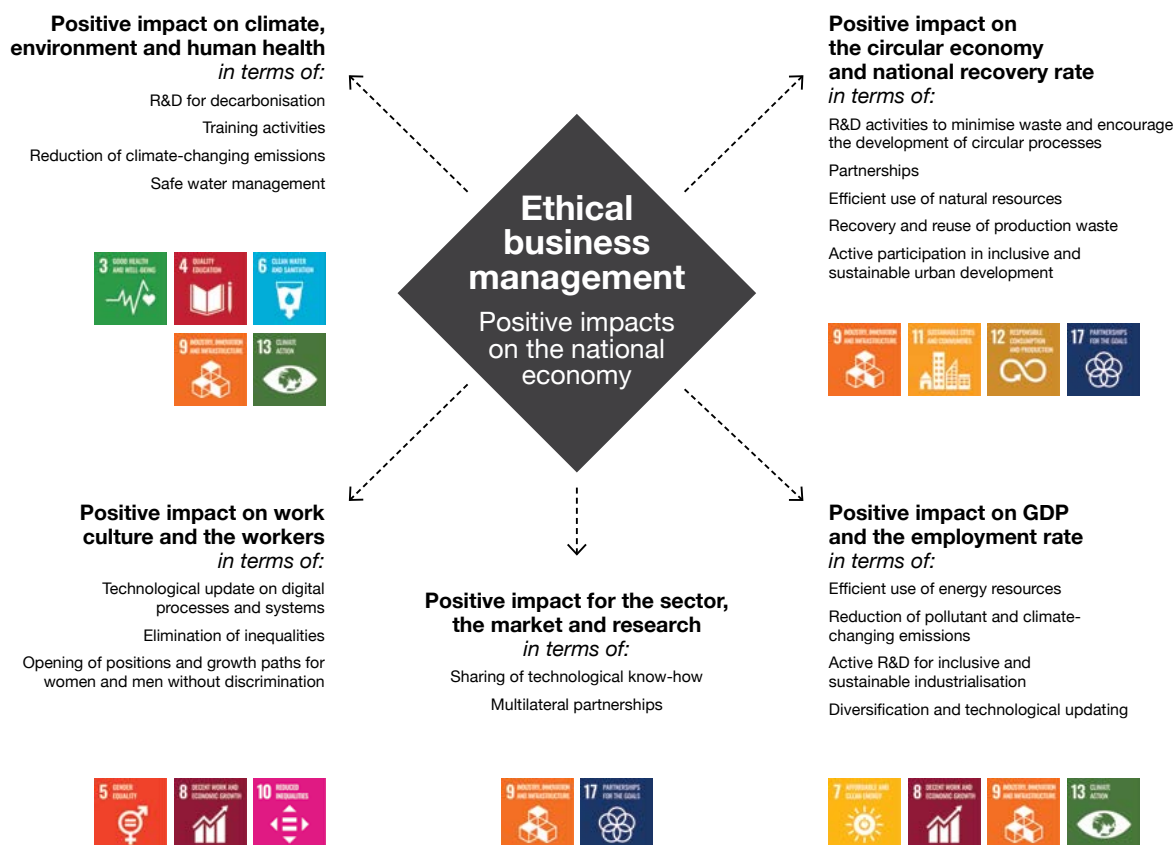 Positive impact on climate,
environment and human health
in terms of:
R&D for decarbonisation
Training activities
Reduction of climate-changing emissions
Safe water management
3 GOOD HEALTH
AND WELL-BEING
4 QUALITY
EDUCATION
6 CLEAN WATER
AND SANITATION
9 INDUSTRY, INNOVATION
AND INFRASTRUCTURE
13 CLIMATE
ACTION
Ethical
business
management
Positive impacts
on the national
economy
Positive impact on
the circular economy
and national recovery rate
in terms of:
R&D activities to minimise waste and encourage
the development of circular processes
Partnerships
Efficient use of natural resources
Recovery and reuse of production waste
Active participation in inclusive and
sustainable urban development
9 INDUSTRY, INNOVATION
AND INFRASTRUCTURE
11 SUSTAINABLE CITIES
AND COMMUNITIES
12 RESPONSIBLE
CONSUMPTION
AND PRODUCTION
17 PARTNERSHIPS
FOR THE GOALS
Positive impact on work
culture and the workers
in terms of:
Technological update on digital
processes and systems
Elimination of inequalities
Opening of positions and growth paths for
women and men without discrimination
5 GENDER
EQUALITY
8 DECENT WORK AND
ECONOMIC GROWTH
10 REDUCED
INEQUALITIES
Positive impact for the sector,
the market and research
in terms of:
Sharing of technological know-how
Multilateral partnerships
9 INDUSTRY, INNOVATION
AND INFRASTRUCTURE
17 PARTNERSHIPS
FOR THE GOALS
Positive impact on GDP
and the employment rate
in terms of:
Efficient use of energy resources
Reduction of pollutant and climate-
changing emissions
Active R&D for inclusive and
sustainable industrialisation
Diversification and technological updating
7 AFFORDABLE AND
CLEAN ENERGY
8 DECENT WORK AND
ECONOMIC GROWTH
9 INDUSTRY, INNOVATION
AND INFRASTRUCTURE
13 CLIMATE
ACTION